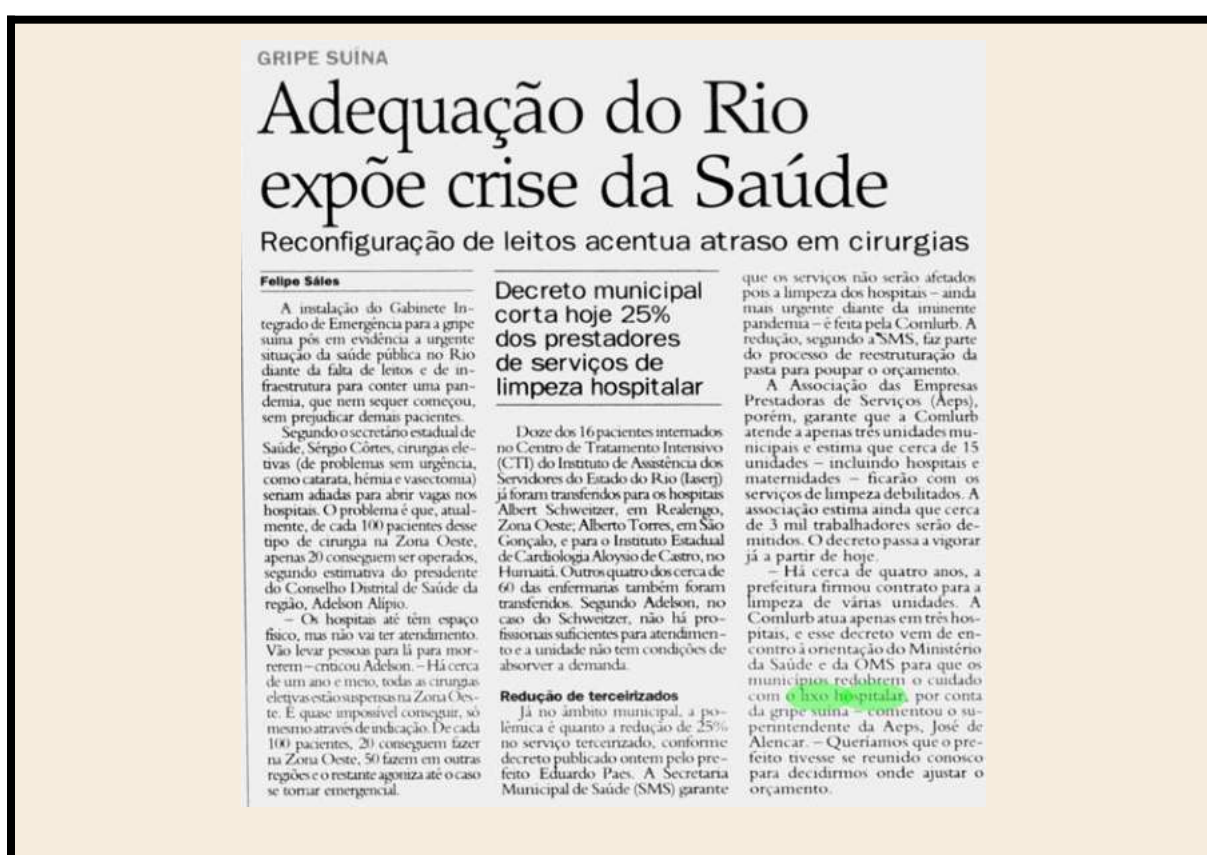 GRIPE SUÍNA
Adequação do Rio
expõe crise da Saúde
Reconfiguração de leitos acentua atraso em cirurgias
Felipe Sáles
A instalação do Gabinete In-
tegrado de Emergência para a gripe
suína pôs em evidência a urgente
situação da saúde pública no Rio
diante da falta de leitos e de in-
fraestrutura para conter uma pan-
demia, que nem sequer começou,
sem prejudicar demais pacientes.
Segundo o secretário estadual de
Saúde, Sérgio Côrtes, cirurgias ele-
tivas (de problemas sem urgência,
como catarata, hérnia e vasectomia)
seriam adiadas para abrir vagas nos
hospitais. O problema é que, atual-
mente, de cada 100 pacientes desse
tipo de cirurgia na Zona Oeste,
apenas 20 conseguem ser operados,
segundo estimativa do presidente
do Conselho Distrital de Saúde da
região, Adelson Alípio.
– Os hospitais até têm espaço
físico, mas não vai ter atendimento.
Vão levar pessoas para lá para mor-
rerem – criticou Adelson. – Há cerca
de um ano e meio, todas as cirurgias
eletivas estão suspensas na Zona Oes-
te. É quase impossível conseguir, só
mesmo através de indicação. De cada
100 pacientes, 20 conseguem fazer
na Zona Oeste, 50 fazem em outras
regiões e o restante agoniza até o caso
se tornar emergencial.
Decreto municipal
corta hoje 25%
dos prestadores
de serviços de
limpeza hospitalar
Doze dos 16 pacientes internados
no Centro de Tratamento Intensivo
(CTI) do Instituto de Assistência dos
Servidores do Estado do Rio (Iaserj)
já foram transferidos para os hospitais
Albert Schweitzer, em Realengo,
Zona Oeste; Alberto Torres, em São
Gonçalo, e para o Instituto Estadual
de Cardiologia Aloysio de Castro, no
Humaitá. Outros quatro dos cerca de
60 das enfermarias também foram
transferidos. Segundo Adelson, no
caso do Schweitzer, não há pro-
fissionais suficientes para atendimen-
to e a unidade não tem condições de
absorver a demanda.
Redução de terceirizados
Já no âmbito municipal, a po-
lêmica é quanto a redução de 25%
no serviço terceirizado, conforme
decreto publicado ontem pelo pre-
feito Eduardo Paes. A Secretaria
Municipal de Saúde (SMS) garante
que os serviços não serão afetados
pois a limpeza dos hospitais – ainda
mais urgente diante da iminente
pandemia – é feita pela Comlurb. A
redução, segundo a SMS, faz parte
do processo de reestruturação da
pasta para poupar o orçamento.
A Associação das Empresas
Prestadoras de Serviços (Aeps),
porém, garante que a Comlurb
atende a apenas três unidades mu-
nicipais e estima que cerca de 15
unidades – incluindo hospitais e
maternidades – ficarão com os
serviços de limpeza debilitados. A
associação estima ainda que cerca
de 3 mil trabalhadores serão de-
mitidos. O decreto passa a vigorar
já a partir de hoje.
– Há cerca de quatro anos, a
prefeitura firmou contrato para a
limpeza de várias unidades. A
Comlurb atua apenas em três hos-
pitais, e esse decreto vem de en-
contro à orientação do Ministério
da Saúde e da OMS para que os
municípios redobrem o cuidado
com o lixo hospitalar, por conta
da gripe suína – comentou o su-
perintendente da Aeps, José de
Alencar. – Queríamos que o pre-
feito tivesse se reunido conosco
para decidirmos onde ajustar o
orçamento.